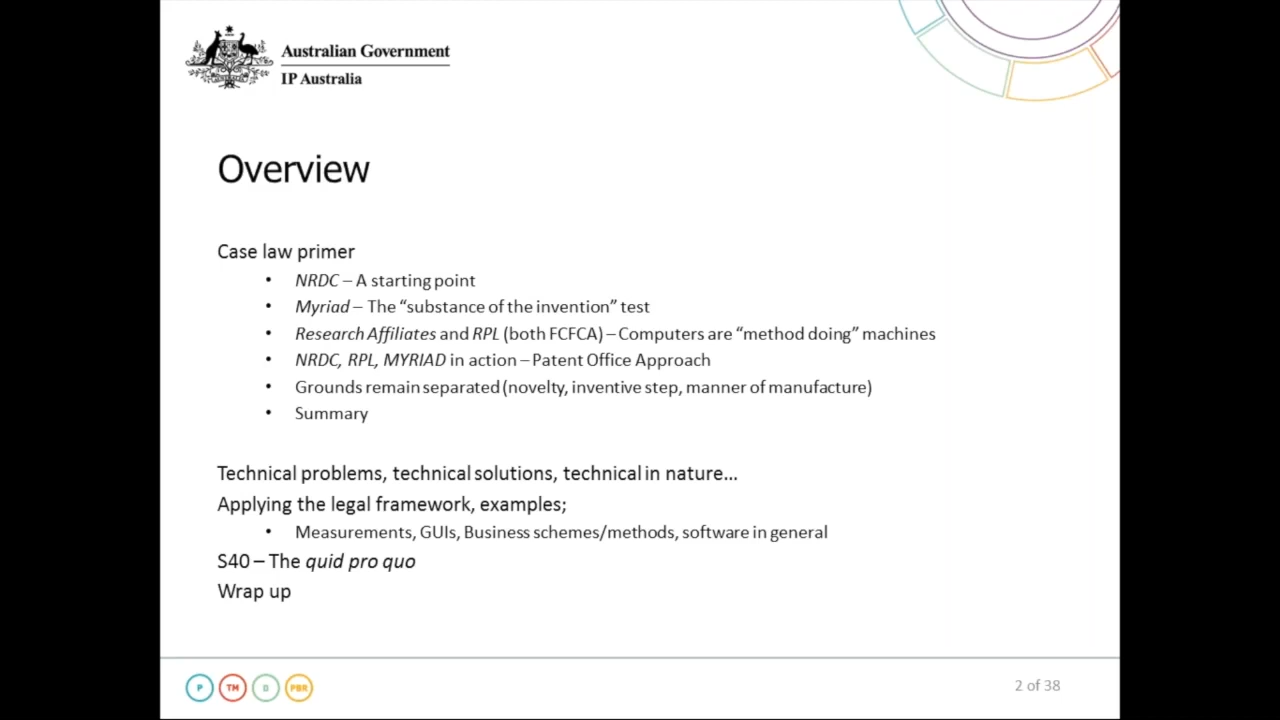 Australian Government
IP Australia
Overview
Case law primer
• NRDC – A starting point
• Myriad – The “substance of the invention” test
• Research Affiliates and RPL (both FCFCA) – Computers are “method doing” machines
• NRDC, RPL, MYRIAD in action – Patent Office Approach
• Grounds remain separated (novelty, inventive step, manner of manufacture)
• Summary
Technical problems, technical solutions, technical in nature…
Applying the legal framework, examples;
• Measurements, GUIs, Business schemes/methods, software in general
S40 – The quid pro quo
Wrap up
P TM D PBR
2 of 38